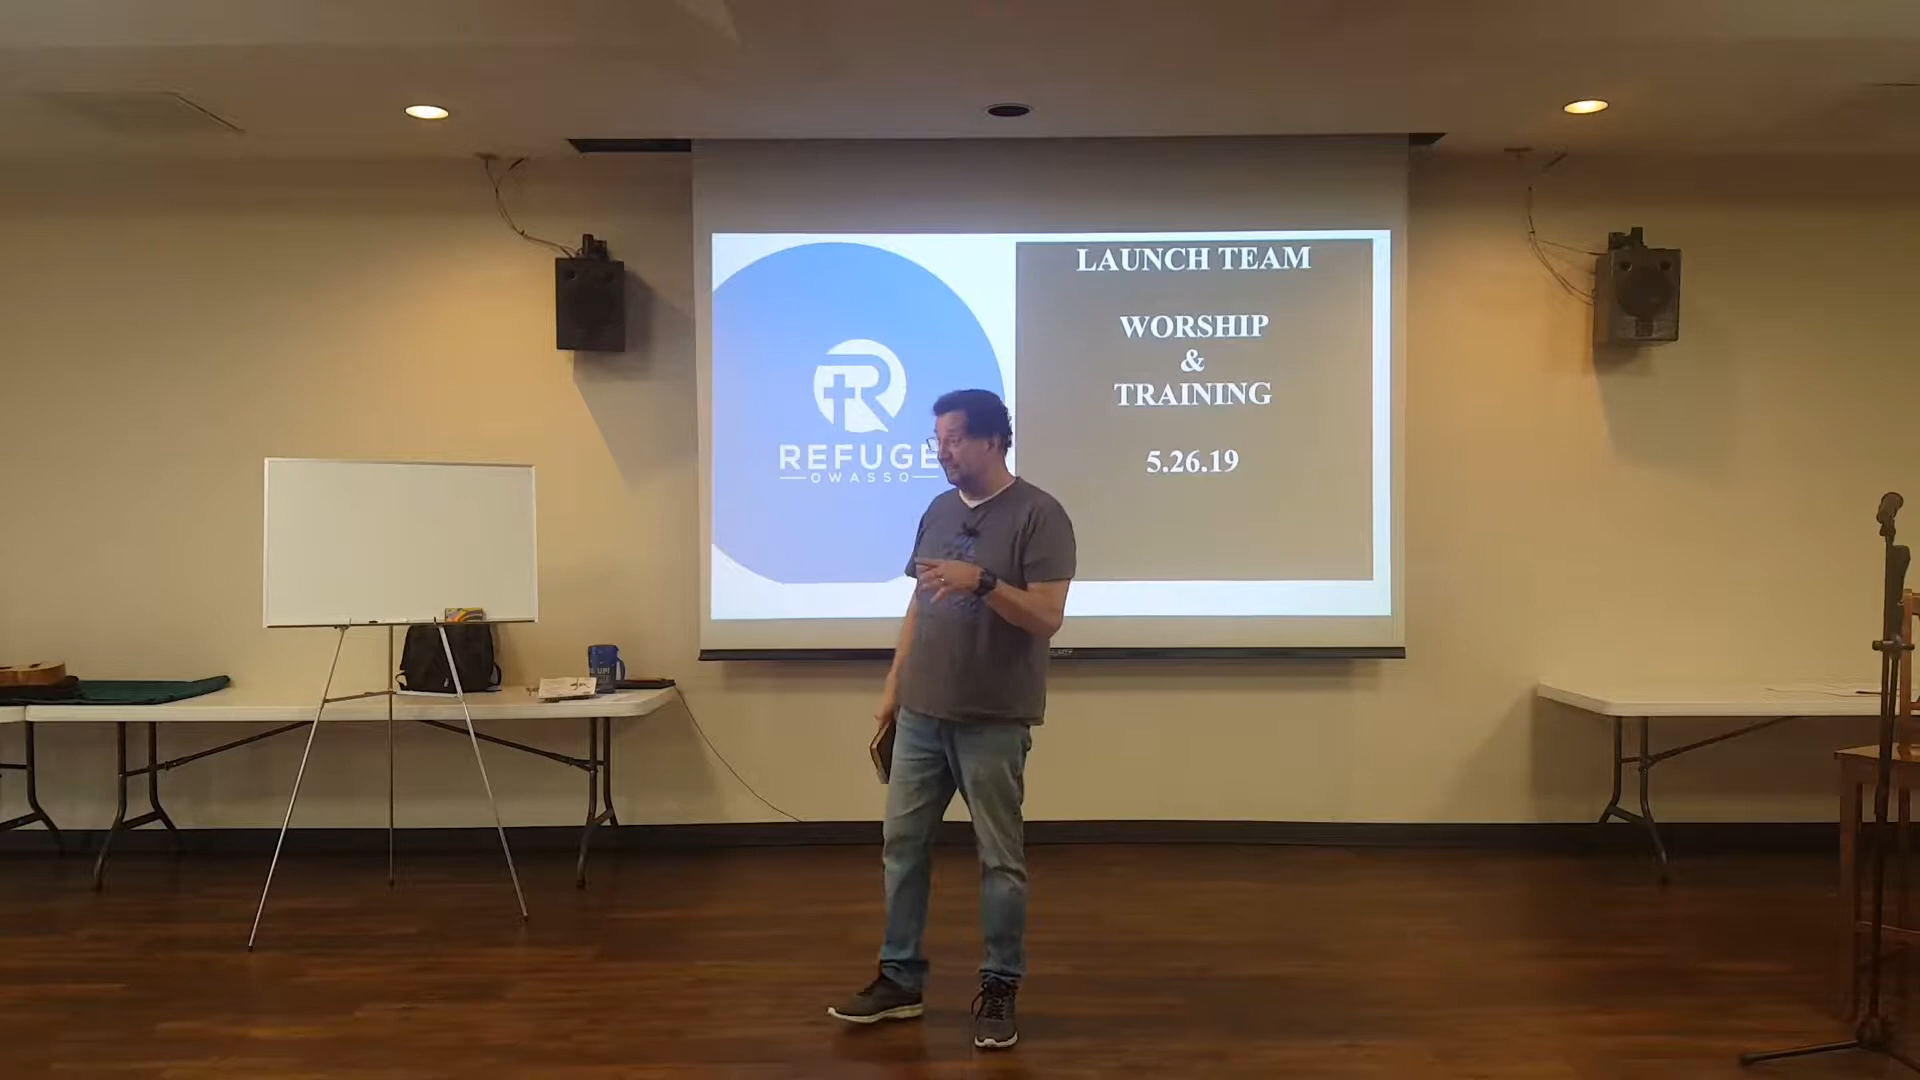 REFUGE
OWASSO
LAUNCH TEAM
WORSHIP
&
TRAINING
5.26.19